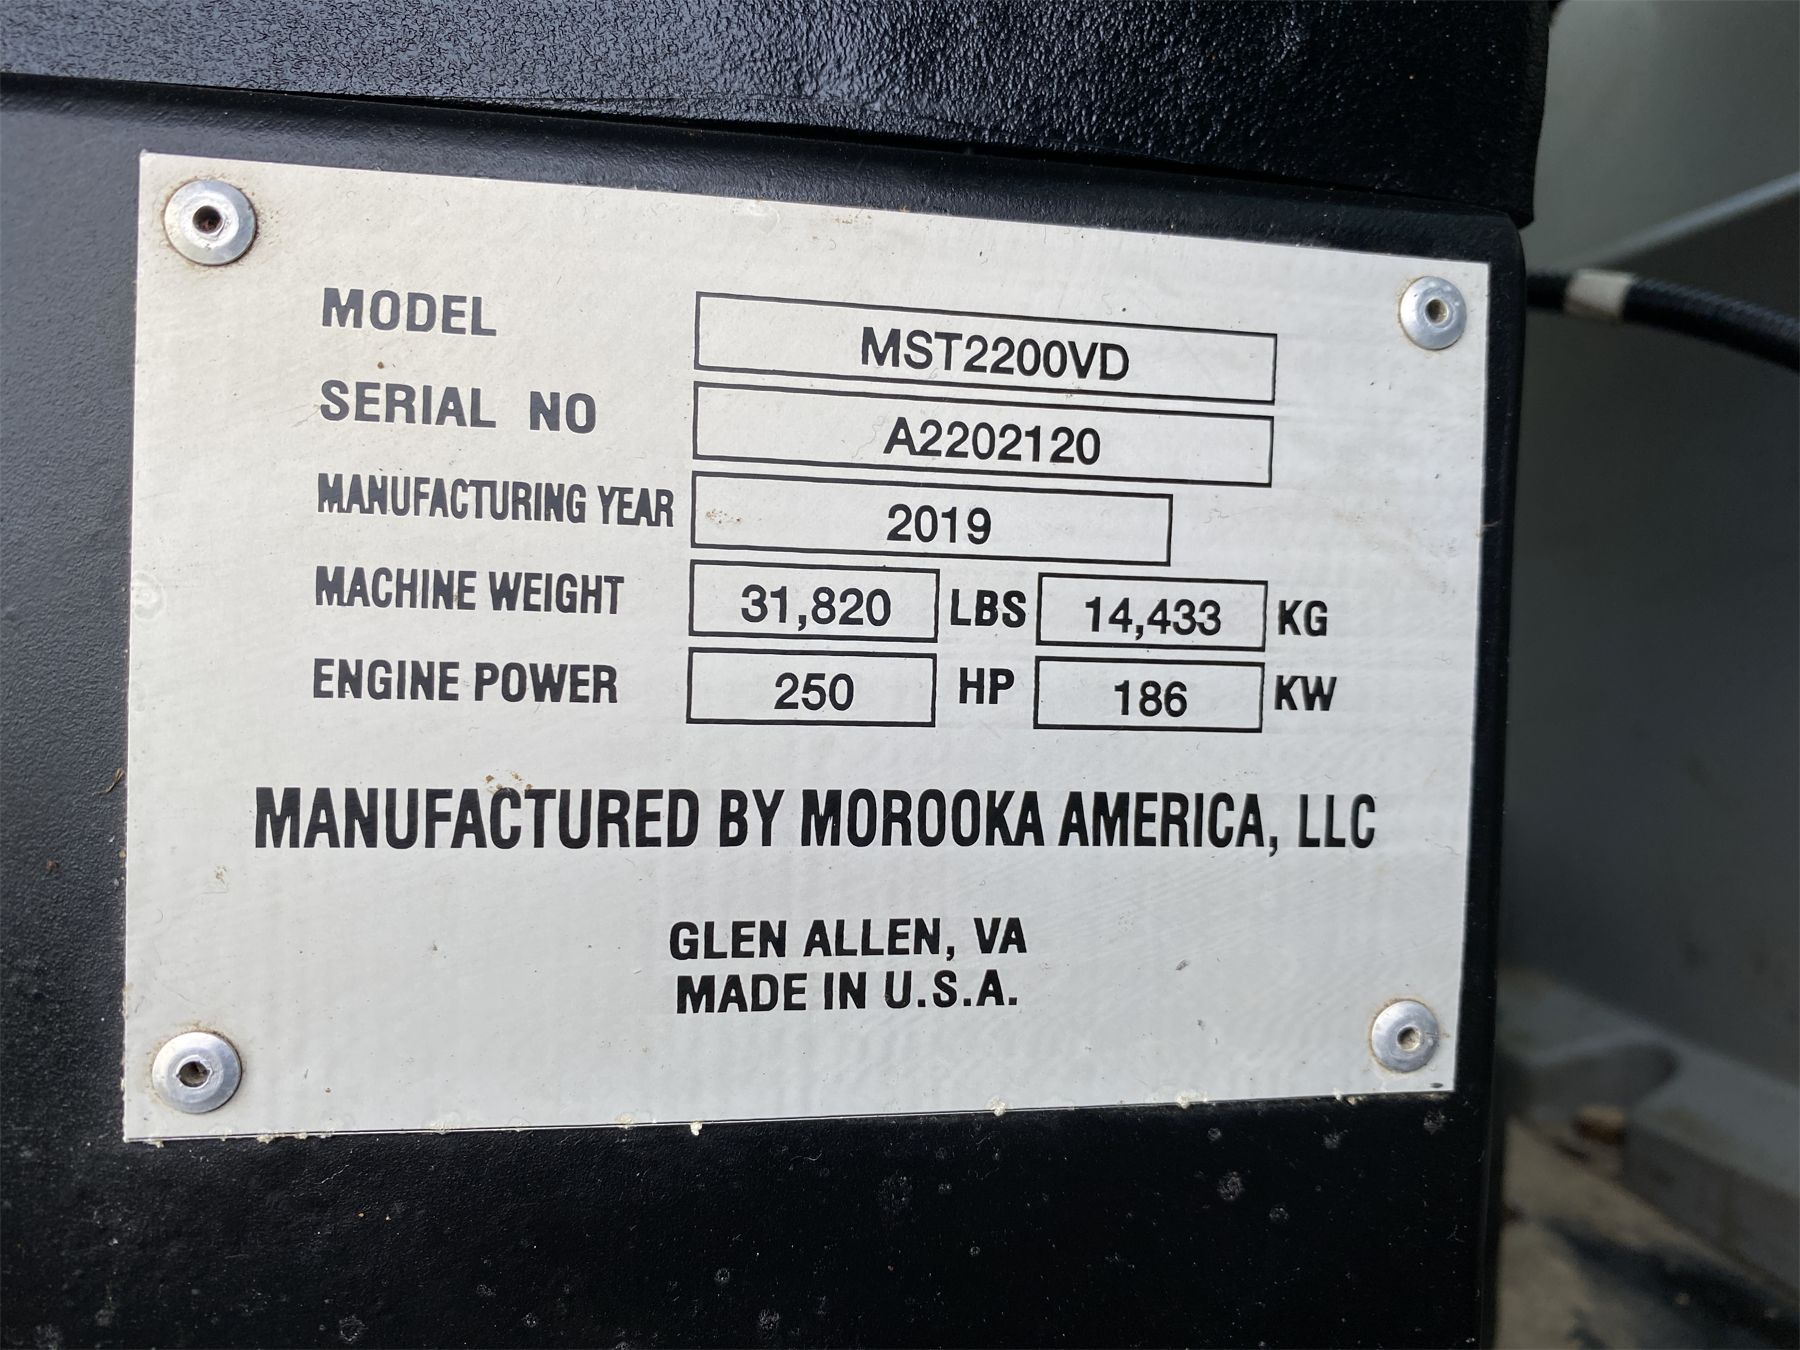 MODEL MST2200VD
SERIAL NO A2202120
MANUFACTURING YEAR 2019
MACHINE WEIGHT 31,820 LBS 14,433 KG
ENGINE POWER 250 HP 186 KW
MANUFACTURED BY MOROOKA AMERICA, LLC
GLEN ALLEN, VA
MADE IN U.S.A.